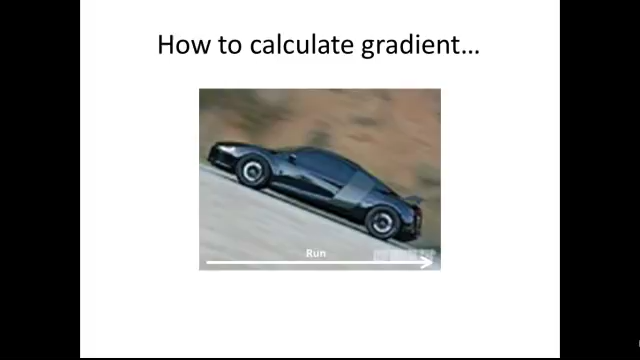 How to calculate gradient…
Run